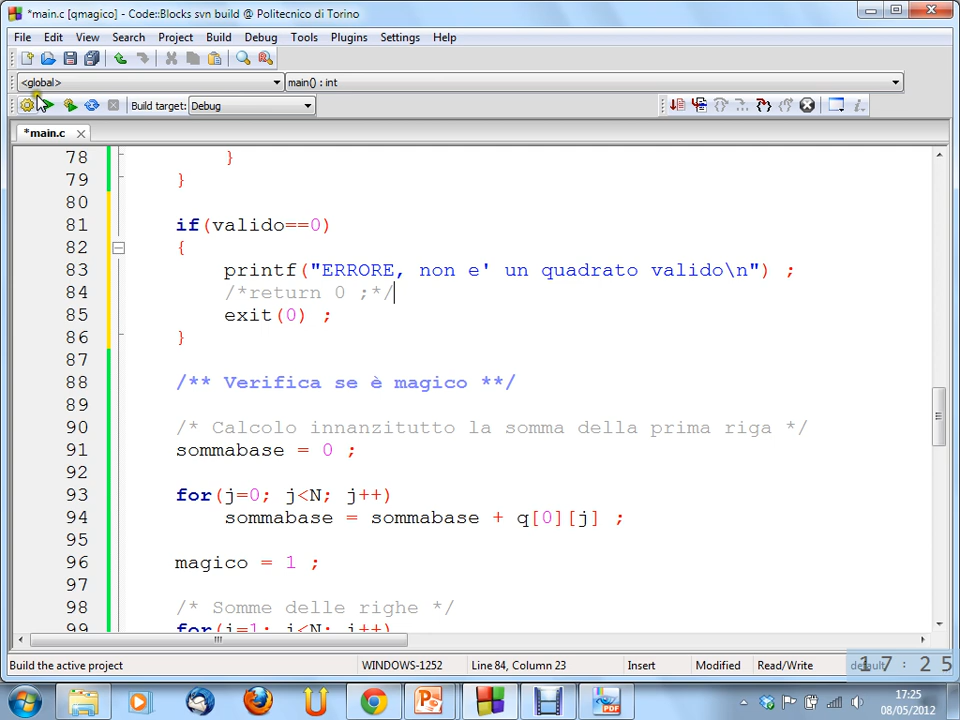 *main.c [qmagico] - Code::Blocks svn build @ Politecnico di Torino
File Edit View Search Project Build Debug Tools Plugins Settings Help
<global> main() : int
Build target: Debug
*main.c
78 }
79 }
80
81 if(valido==0)
82 {
83 printf("ERRORE, non e' un quadrato valido\n") ;
84 /*return 0 ;*/
85 exit(0) ;
86 }
87
88 /** Verifica se è magico **/
89
90 /* Calcolo innanzitutto la somma della prima riga */
91 sommabase = 0 ;
92
93 for(j=0; j<N; j++)
94 sommabase = sommabase + q[0][j] ;
95
96 magico = 1 ;
97
98 /* Somme delle righe */
99 for(i=1; i<N; i++)
Build the active project WINDOWS-1252 Line 84, Column 23 Insert Modified Read/Write default
17:25
17:25
08/05/2012